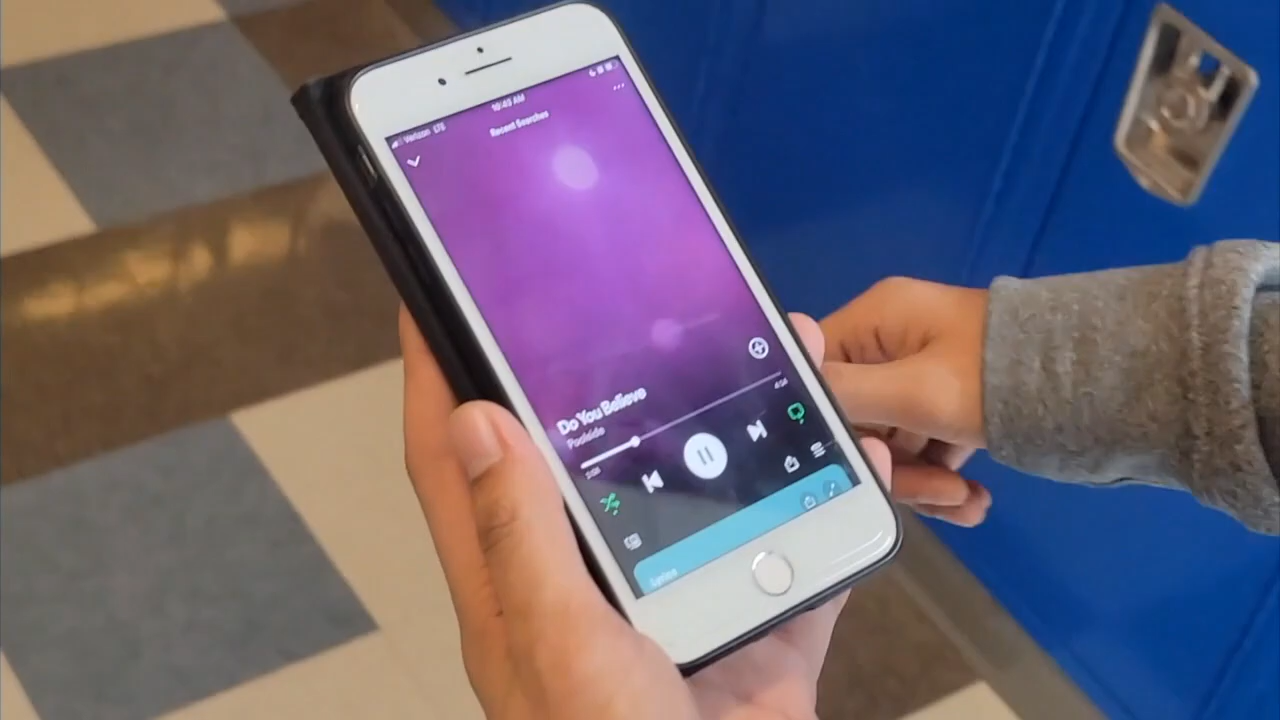 Verizon LTE
10:45 AM
Recent Searches
Do You Believe
Poolside
Lyrics